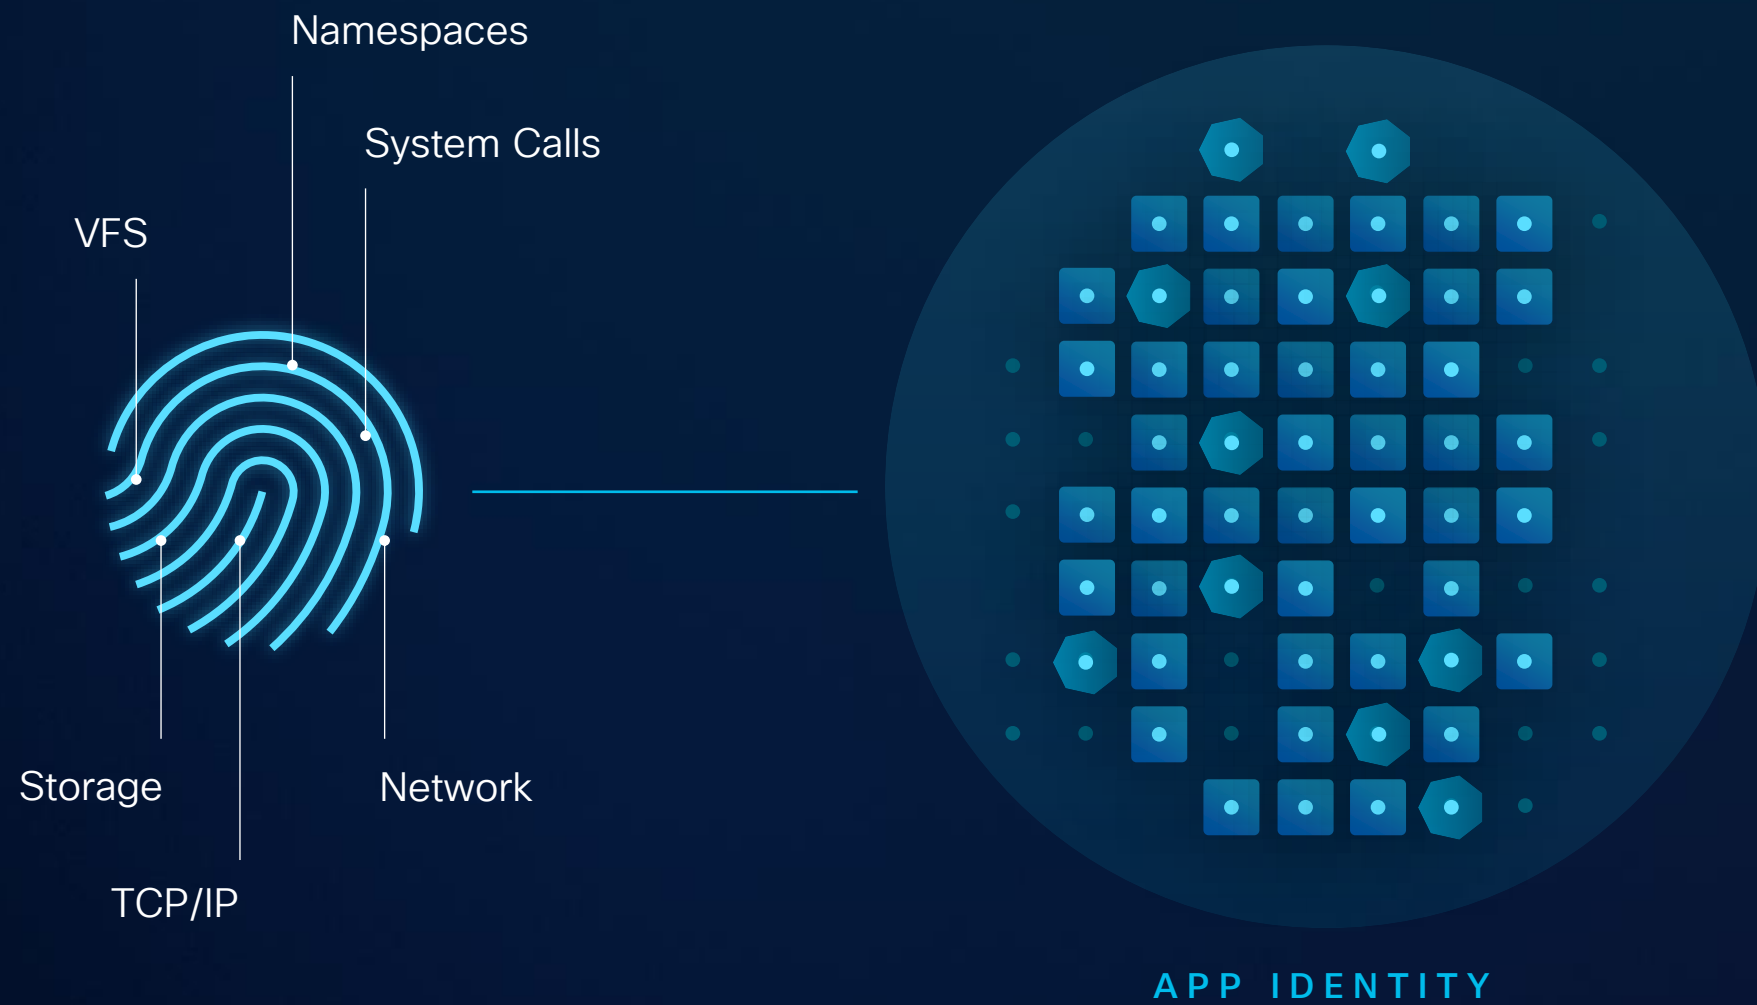 Namespaces
System Calls
VFS
Storage
Network
TCP/IP
APP IDENTITY